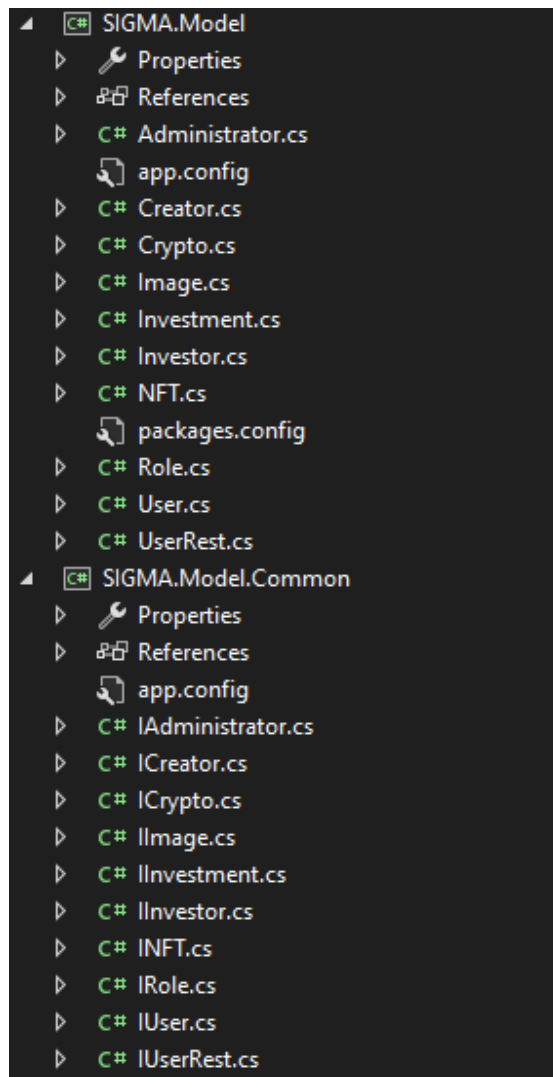 C# SIGMA.Model
Properties
References
C# Administrator.cs
app.config
C# Creator.cs
C# Crypto.cs
C# Image.cs
C# Investment.cs
C# Investor.cs
C# NFT.cs
packages.config
C# Role.cs
C# User.cs
C# UserRest.cs
C# SIGMA.Model.Common
Properties
References
app.config
C# IAdministrator.cs
C# ICreator.cs
C# ICrypto.cs
C# IImage.cs
C# IInvestment.cs
C# IInvestor.cs
C# INFT.cs
C# IRole.cs
C# IUser.cs
C# IUserRest.cs